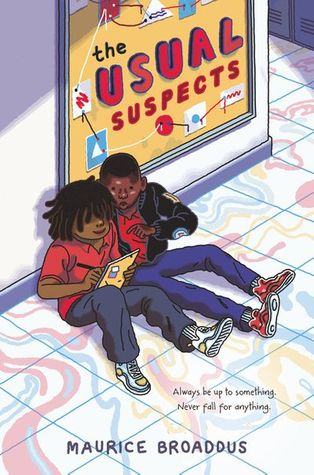 the
USUAL
SUSPECTS
Always be up to something.
Never fall for anything.
MAURICE BROADDUS